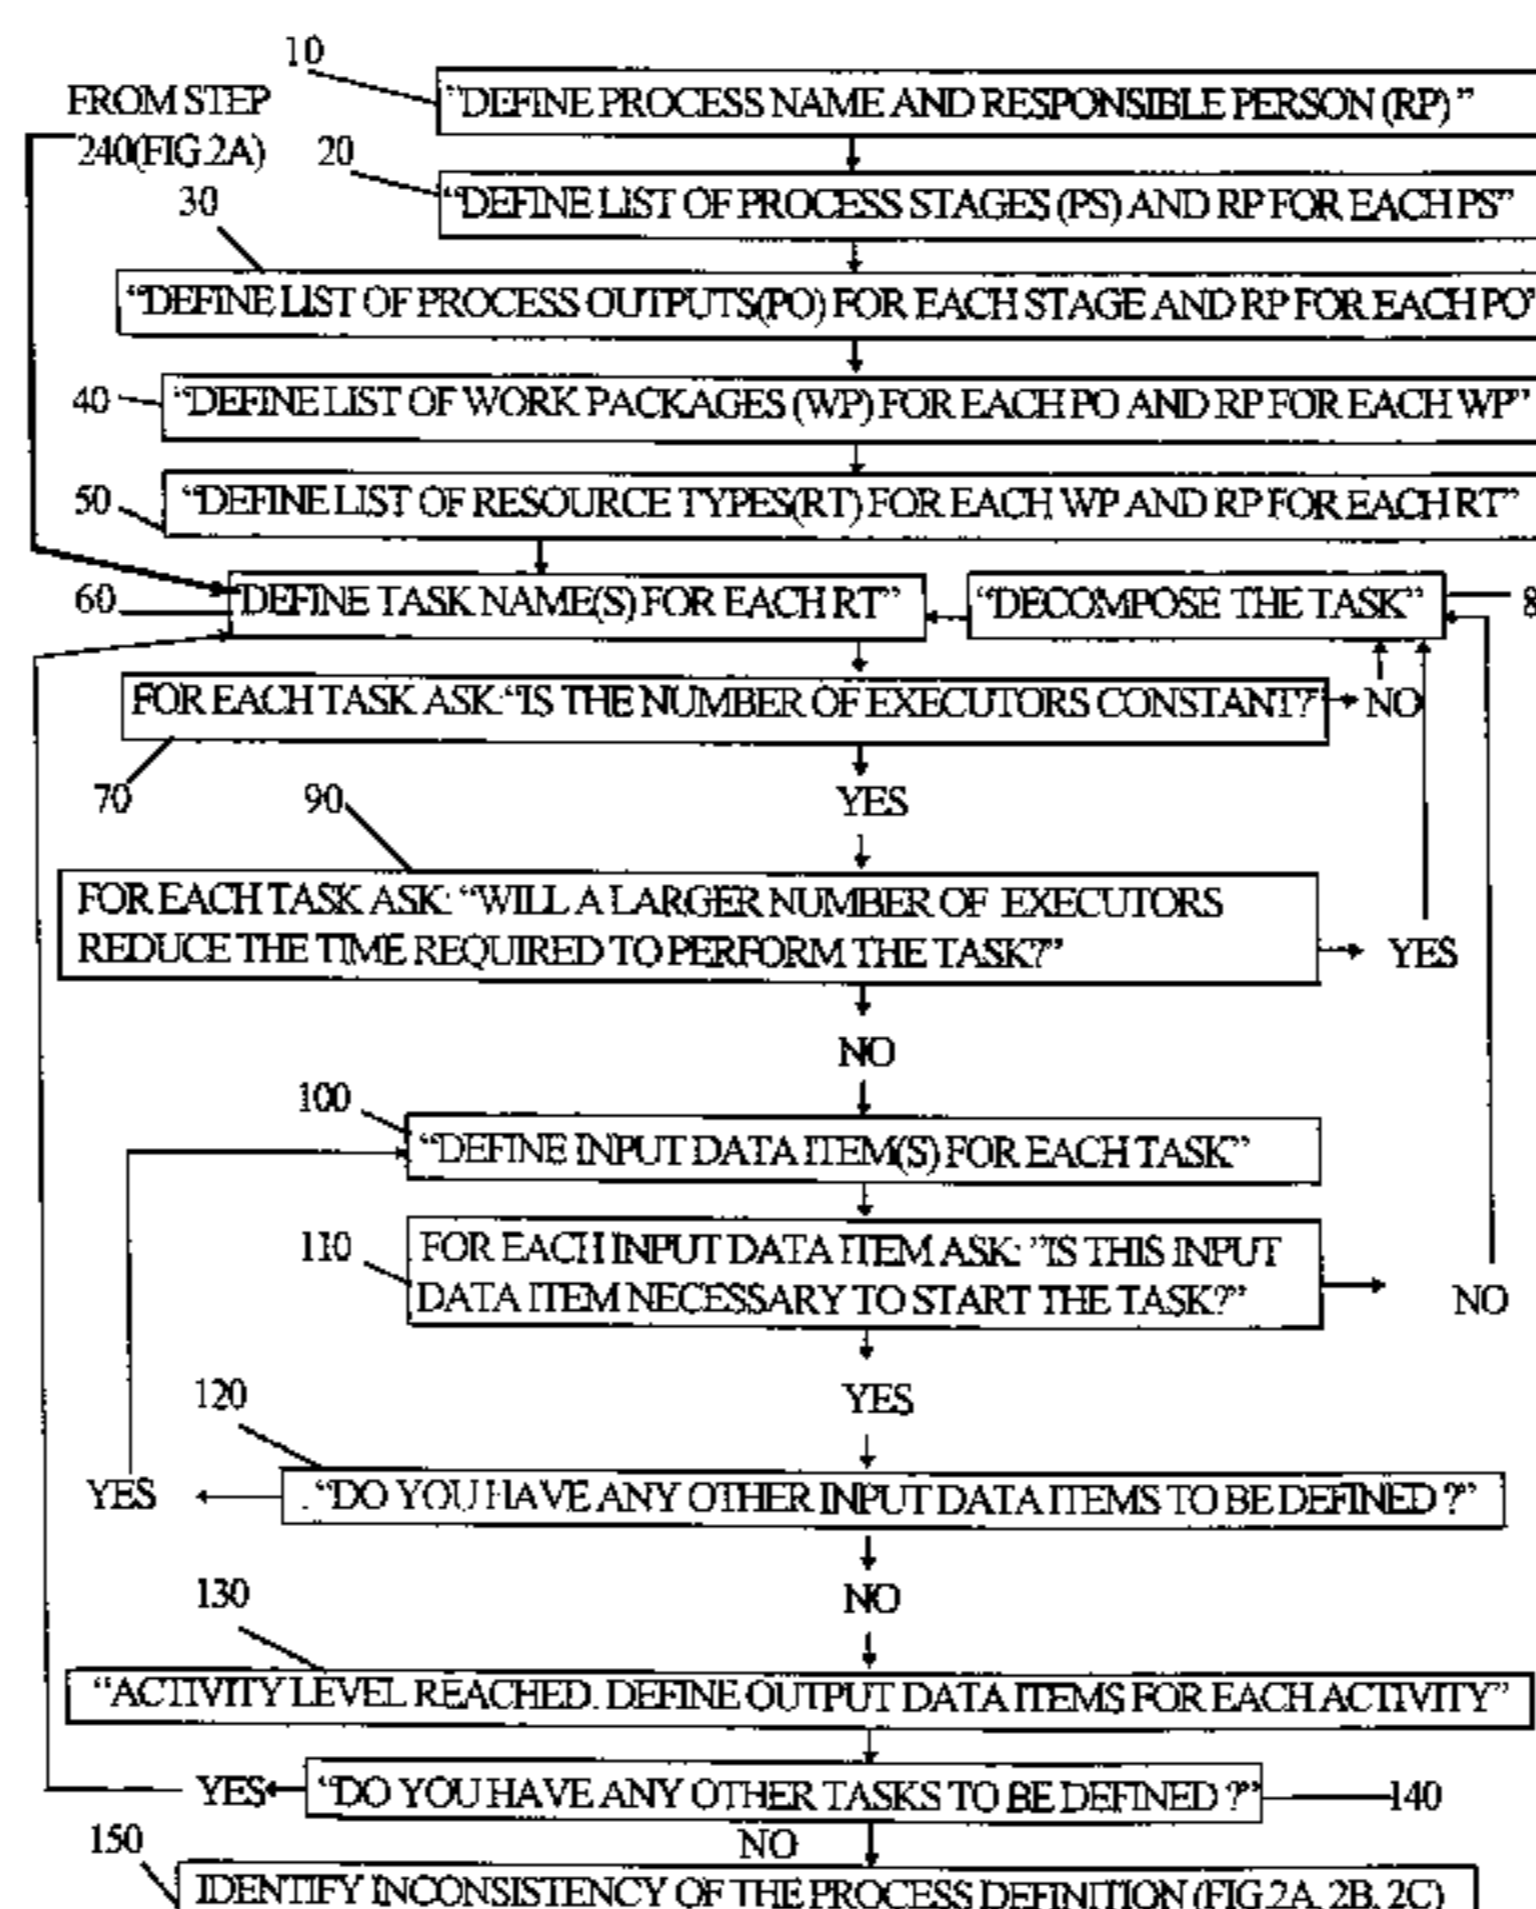 10
"DEFINE PROCESS NAME AND RESPONSIBLE PERSON (RP)"
FROM STEP
240(FIG.2A)
20
"DEFINE LIST OF PROCESS STAGES (PS) AND RP FOR EACH PS"
30
"DEFINE LIST OF PROCESS OUTPUTS(PO) FOR EACH STAGE AND RP FOR EACH PO"
40
"DEFINE LIST OF WORK PACKAGES (WP) FOR EACH PO AND RP FOR EACH WP"
50
"DEFINE LIST OF RESOURCE TYPES(RT) FOR EACH WP AND RP FOR EACH RT"
60
DEFINE TASK NAME(S) FOR EACH RT"
"DECOMPOSE THE TASK"
8
FOR EACH TASK ASK:"IS THE NUMBER OF EXECUTORS CONSTANT?"
NO
70
YES
90
FOR EACH TASK ASK: "WILL A LARGER NUMBER OF EXECUTORS
REDUCE THE TIME REQUIRED TO PERFORM THE TASK?"
YES
NO
100
"DEFINE INPUT DATA ITEM(S) FOR EACH TASK"
110
FOR EACH INPUT DATA ITEM ASK: "IS THIS INPUT
DATA ITEM NECESSARY TO START THE TASK?"
NO
YES
120
YES
"DO YOU HAVE ANY OTHER INPUT DATA ITEMS TO BE DEFINED ?"
NO
130
"ACTIVITY LEVEL REACHED. DEFINE OUTPUT DATA ITEMS FOR EACH ACTIVITY"
YES
"DO YOU HAVE ANY OTHER TASKS TO BE DEFINED ?"
140
NO
150
IDENTIFY INCONSISTENCY OF THE PROCESS DEFINITION (FIG.2A, 2B, 2C)